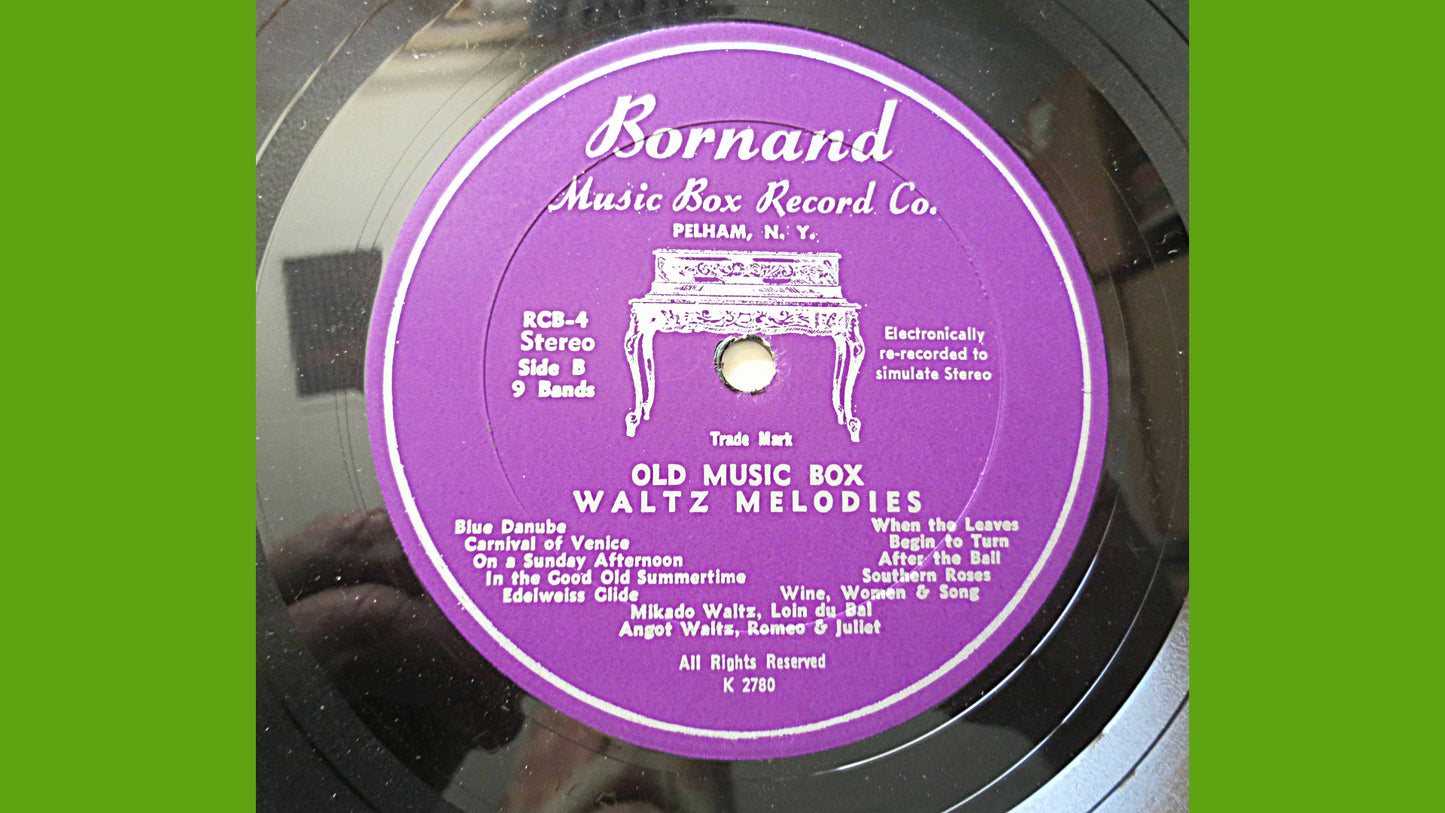 Bornand
Music Box Record Co.
PELHAM, N. Y.
RCB-4
Stereo
Side B
9 Bands
Electronically
re-recorded to
simulate Stereo
Trade Mark
OLD MUSIC BOX
WALTZ MELODIES
Blue Danube
Carnival of Venice
On a Sunday Afternoon
In the Good Old Summertime
Edelweiss Glide
When the Leaves
Begin to Turn
After the Ball
Southern Roses
Wine, Women & Song
Mikado Waltz, Loin du Bal
Angot Waltz, Romeo & Juliet
All Rights Reserved
K 2780